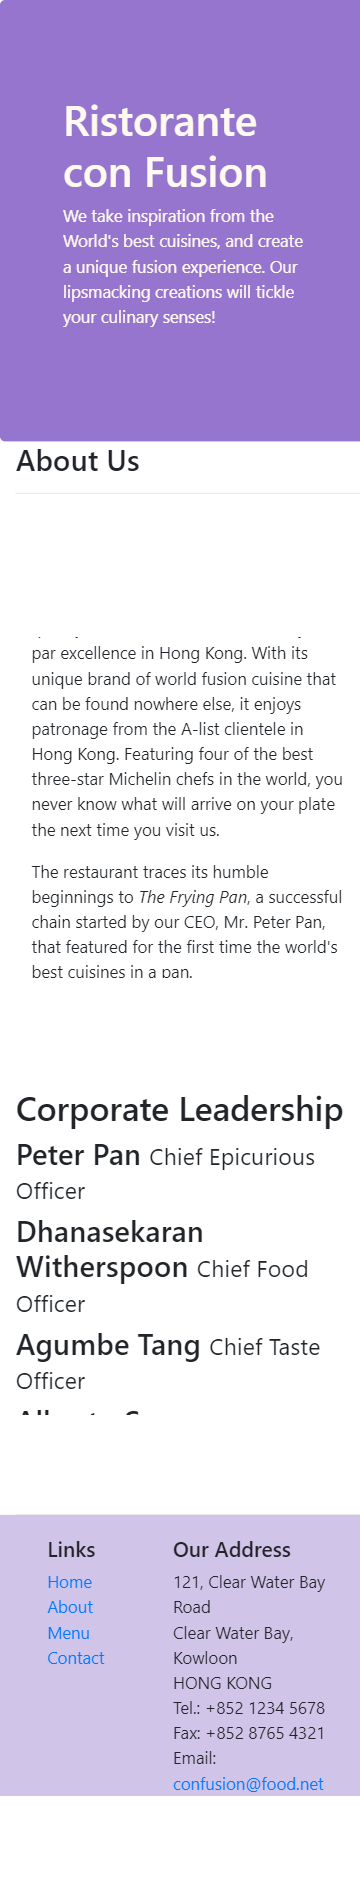 Ristorante
con Fusion
We take inspiration from the
World's best cuisines, and create
a unique fusion experience. Our
lipsmacking creations will tickle
your culinary senses!
About Us
par excellence in Hong Kong. With its
unique brand of world fusion cuisine that
can be found nowhere else, it enjoys
patronage from the A-list clientele in
Hong Kong. Featuring four of the best
three-star Michelin chefs in the world, you
never know what will arrive on your plate
the next time you visit us.
The restaurant traces its humble
beginnings to The Frying Pan, a successful
chain started by our CEO, Mr. Peter Pan,
that featured for the first time the world's
best cuisines in a pan.
Corporate Leadership
Peter Pan Chief Epicurious
Officer
Dhanasekaran
Witherspoon Chief Food
Officer
Agumbe Tang Chief Taste
Officer
Links
Home
About
Menu
Contact
Our Address
121, Clear Water Bay
Road
Clear Water Bay,
Kowloon
HONG KONG
Tel.: +852 1234 5678
Fax: +852 8765 4321
Email:
confusion@food.net